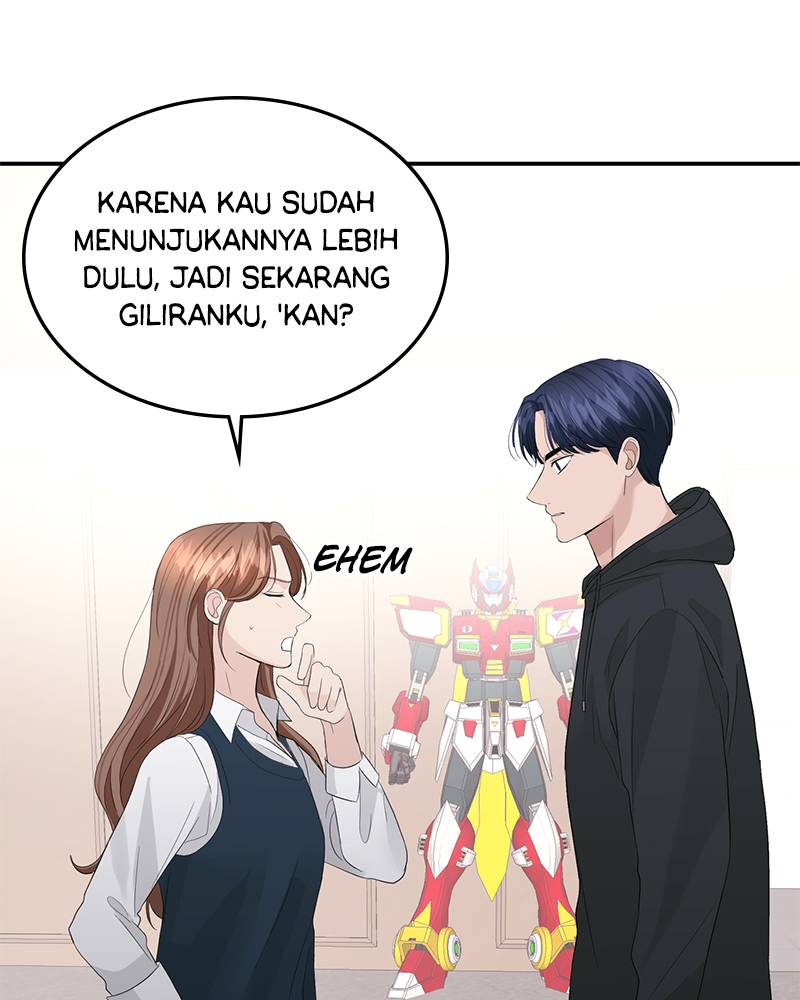 KARENA KAU SUDAH
MENUNJUKANNYA LEBIH
DULU, JADI SEKARANG
GILIRANKU, 'KAN?
EHEM